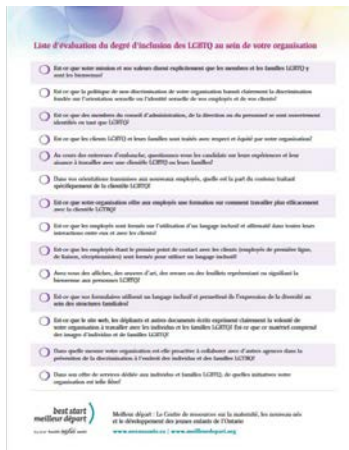 Liste d'évaluation du degré d'inclusion des LGBTQ au sein de votre organisation
Est-ce que votre mission et vos valeurs disent explicitement que les membres et les familles LGBTQ y
sont les bienvenus?
Est-ce que la politique de non-discrimination de votre organisation bannit clairement la discrimination
fondée sur l'orientation sexuelle ou l'identité sexuelle de vos employés et de vos clients?
Est-ce que des membres du conseil d'administration, de la direction ou du personnel se sont ouvertement
identifiés en tant que LGBTQ?
Est-ce que les clients LGBTQ et leurs familles sont traités avec respect et équité par votre organisation?
Au cours des entrevues d'embauche, questionnez-vous les candidats sur leurs expériences et leur
aisance à travailler avec une clientèle LGBTQ ou leurs familles?
Dans vos orientations transmises aux nouveaux employés, quelle est la part du contenu traitant
spécifiquement de la clientèle LGBTQ?
Est-ce que votre organisation offre aux employés une formation sur comment travailler plus efficacement
avec la clientèle LGTBQ?
Est-ce que les employés sont formés sur l'utilisation d'un langage inclusif et affirmatif dans toutes leurs
interactions entre eux et avec les clients?
Est-ce que les employés étant le premier point de contact avec les clients (employés de première ligne,
de liaison, réceptionnistes) sont formés pour utiliser un langage inclusif?
Avez-vous des affiches, des œuvres d'art, des revues ou des feuillets représentant ou signifiant la
bienvenue aux personnes LGBTQ?
Est-ce que vos formulaires utilisent un langage inclusif et permettent de l'expression de la diversité au
sein des structures familiales?
Est-ce que le site web, les dépliants et autres documents écrits expriment clairement la volonté de
votre organisation à travailler avec les individus et les familles LGBTQ? Est-ce que ce matériel comprend
des images d'individus et de familles LGBTQ?
Dans quelle mesure votre organisation est-elle proactive à collaborer avec d'autres agences dans la
prévention de la discrimination à l'endroit des individus et des familles LGTBQ?
Dans son offre de services dédiée aux individus et familles LGBTQ, de quelles initiatives votre
organisation est-elle fière?
best start
meilleur départ
Meilleur départ : Le Centre de ressources sur la maternité, les nouveau-nés
et le développement des jeunes enfants de l'Ontario
www.nexussante.ca | www.meilleurdepart.org